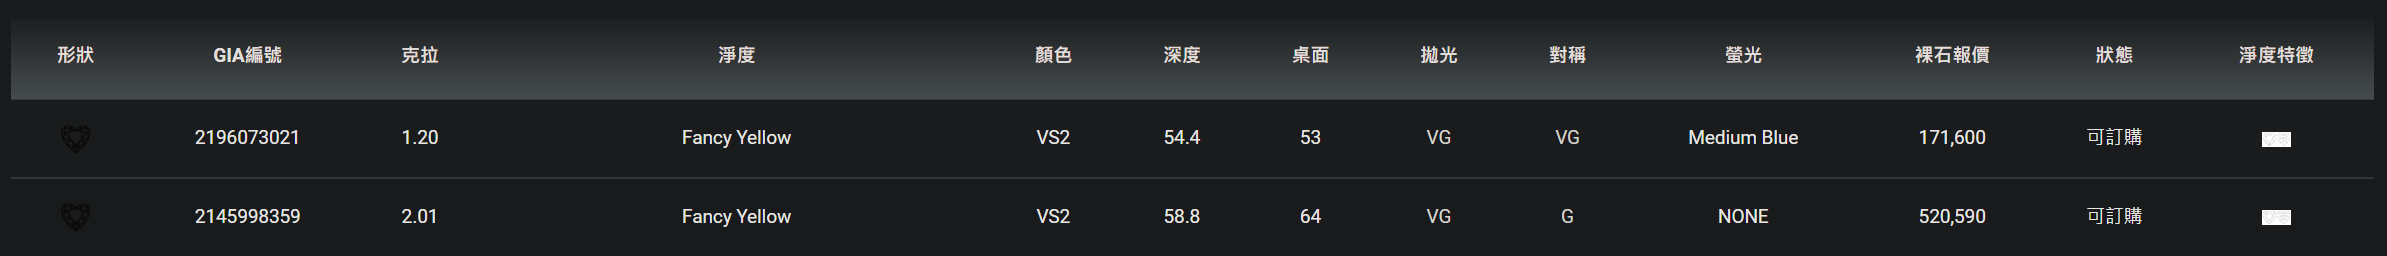 形狀 GIA編號 克拉 淨度 顏色 深度 桌面 拋光 對稱 螢光 裸石報價 狀態 淨度特徵
2196073021 1.20 Fancy Yellow VS2 54.4 53 VG VG Medium Blue 171,600 可訂購
2145998359 2.01 Fancy Yellow VS2 58.8 64 VG G NONE 520,590 可訂購